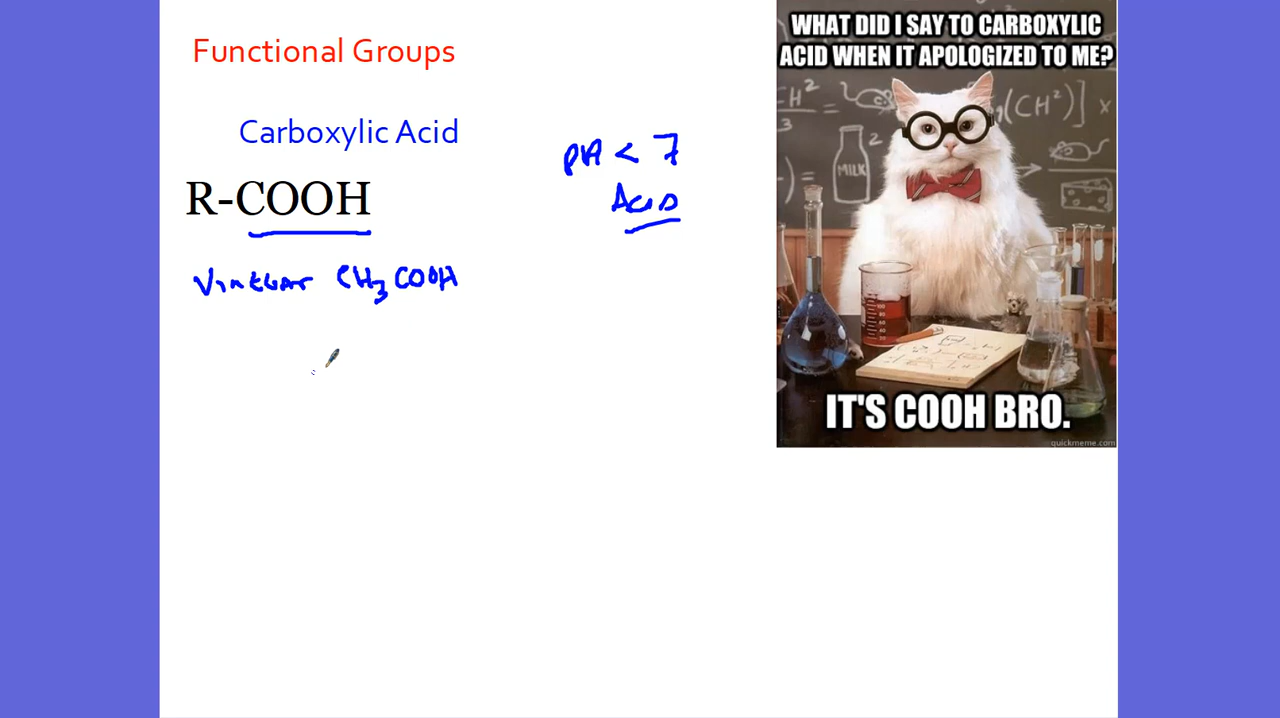 Functional Groups
Carboxylic Acid
R-COOH
Vinegar CH₃COOH
pH < 7
ACID
WHAT DID I SAY TO CARBOXYLIC
ACID WHEN IT APOLOGIZED TO ME?
MILK
IT'S COOH BRO.
quickmeme.com